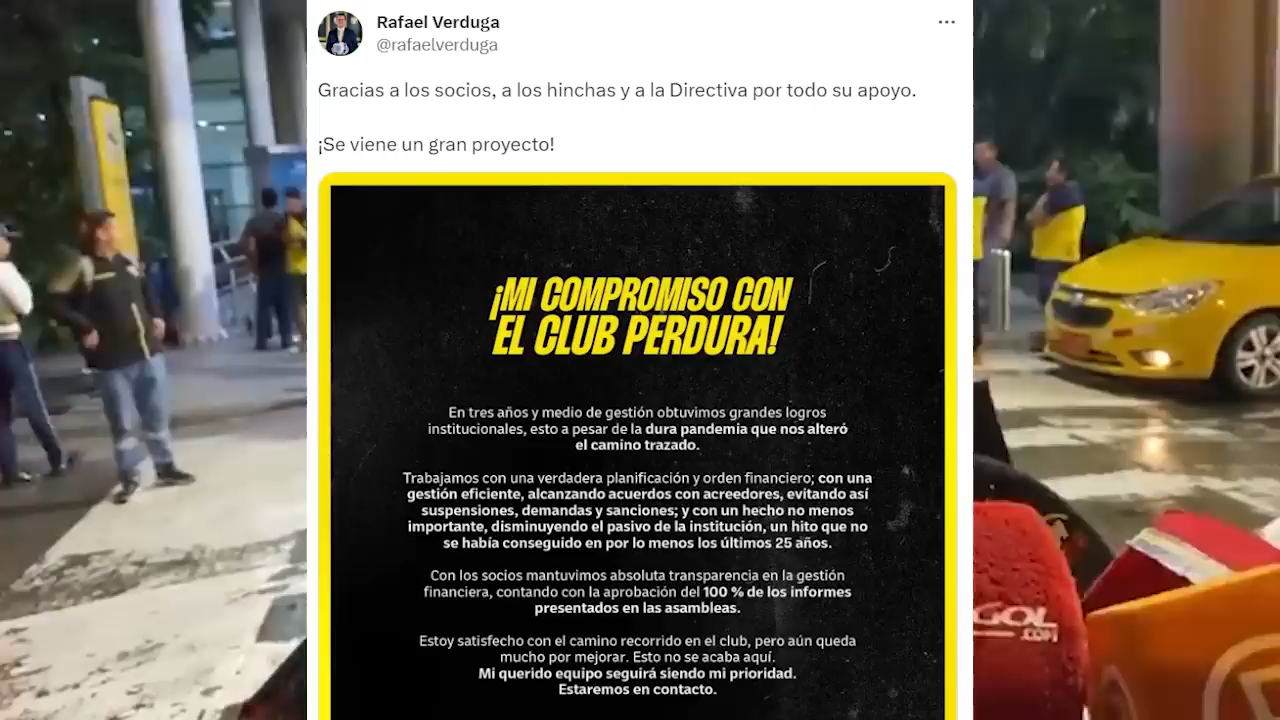 Rafael Verduga
@rafaelverduga
Gracias a los socios, a los hinchas y a la Directiva por todo su apoyo.
¡Se viene un gran proyecto!
¡MI COMPROMISO CON
EL CLUB PERDURA!
En tres años y medio de gestión obtuvimos grandes logros
institucionales, esto a pesar de la dura pandemia que nos alteró
el camino trazado.
Trabajamos con una verdadera planificación y orden financiero; con una
gestión eficiente, alcanzando acuerdos con acreedores, evitando así
suspensiones, demandas y sanciones; y con un hecho no menos
importante, disminuyendo el pasivo de la institución, un hito que no
se había conseguido en por lo menos los últimos 25 años.
Con los socios mantuvimos absoluta transparencia en la gestión
financiera, contando con la aprobación del 100 % de los informes
presentados en las asambleas.
Estoy satisfecho con el camino recorrido en el club, pero aún queda
mucho por mejorar. Esto no se acaba aquí.
Mi querido equipo seguirá siendo mi prioridad.
Estaremos en contacto.
GOL
.COM